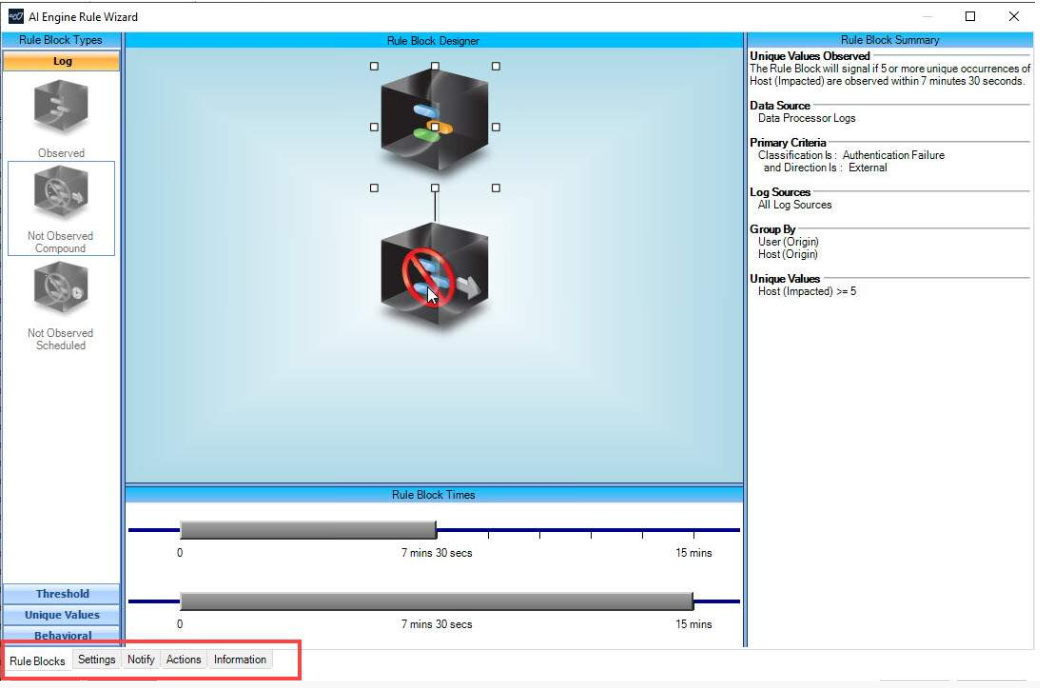 AI Engine Rule Wizard
Rule Block Types
Log
Observed
Not Observed
Compound
Not Observed
Scheduled
Threshold
Unique Values
Behavioral
Rule Block Designer
Rule Block Times
0
7 mins 30 secs
15 mins
0
7 mins 30 secs
15 mins
Rule Block Summary
Unique Values Observed
The Rule Block will signal if 5 or more unique occurrences of
Host (Impacted) are observed within 7 minutes 30 seconds.
Data Source
Data Processor Logs
Primary Criteria
Classification Is : Authentication Failure
and Direction Is : External
Log Sources
All Log Sources
Group By
User (Origin)
Host (Origin)
Unique Values
Host (Impacted) >= 5
Rule Blocks Settings Notify Actions Information